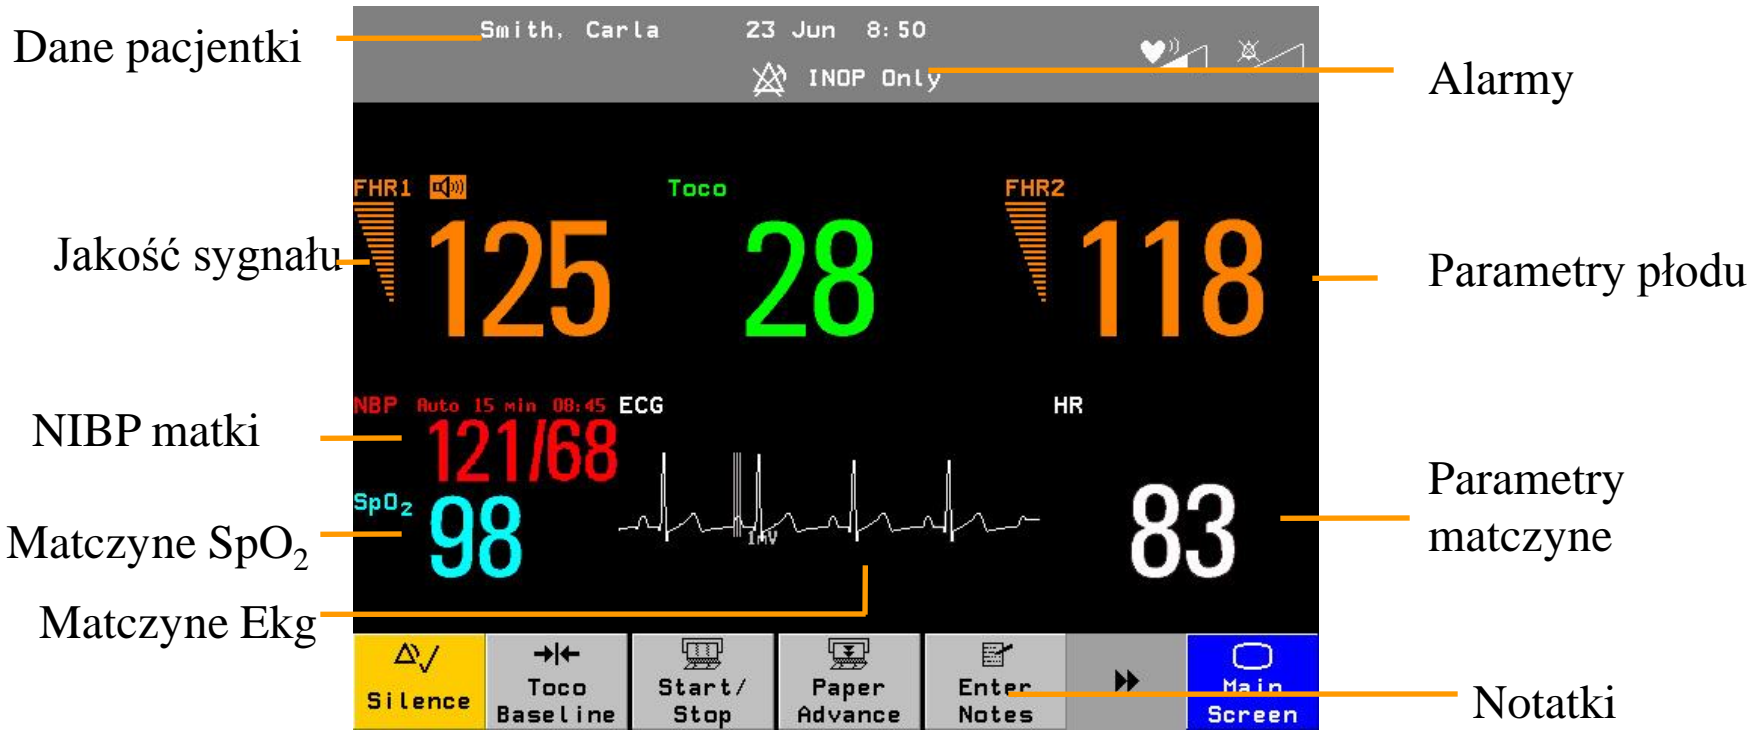 Dane pacjentki
Smith, Carla 23 Jun 8:50
INOP Only
Alarmy
FHR1 Toco FHR2
Jakość sygnału
125 28 118
Parametry płodu
NBP Auto 15 min 08:45 ECG HR
NIBP matki
121/68
SpO₂
98
83
1mV
Parametry
matczyne
Matczyne SpO₂
Matczyne Ekg
Silence
Toco
Baseline
Start/
Stop
Paper
Advance
Enter
Notes
Main
Screen
Notatki